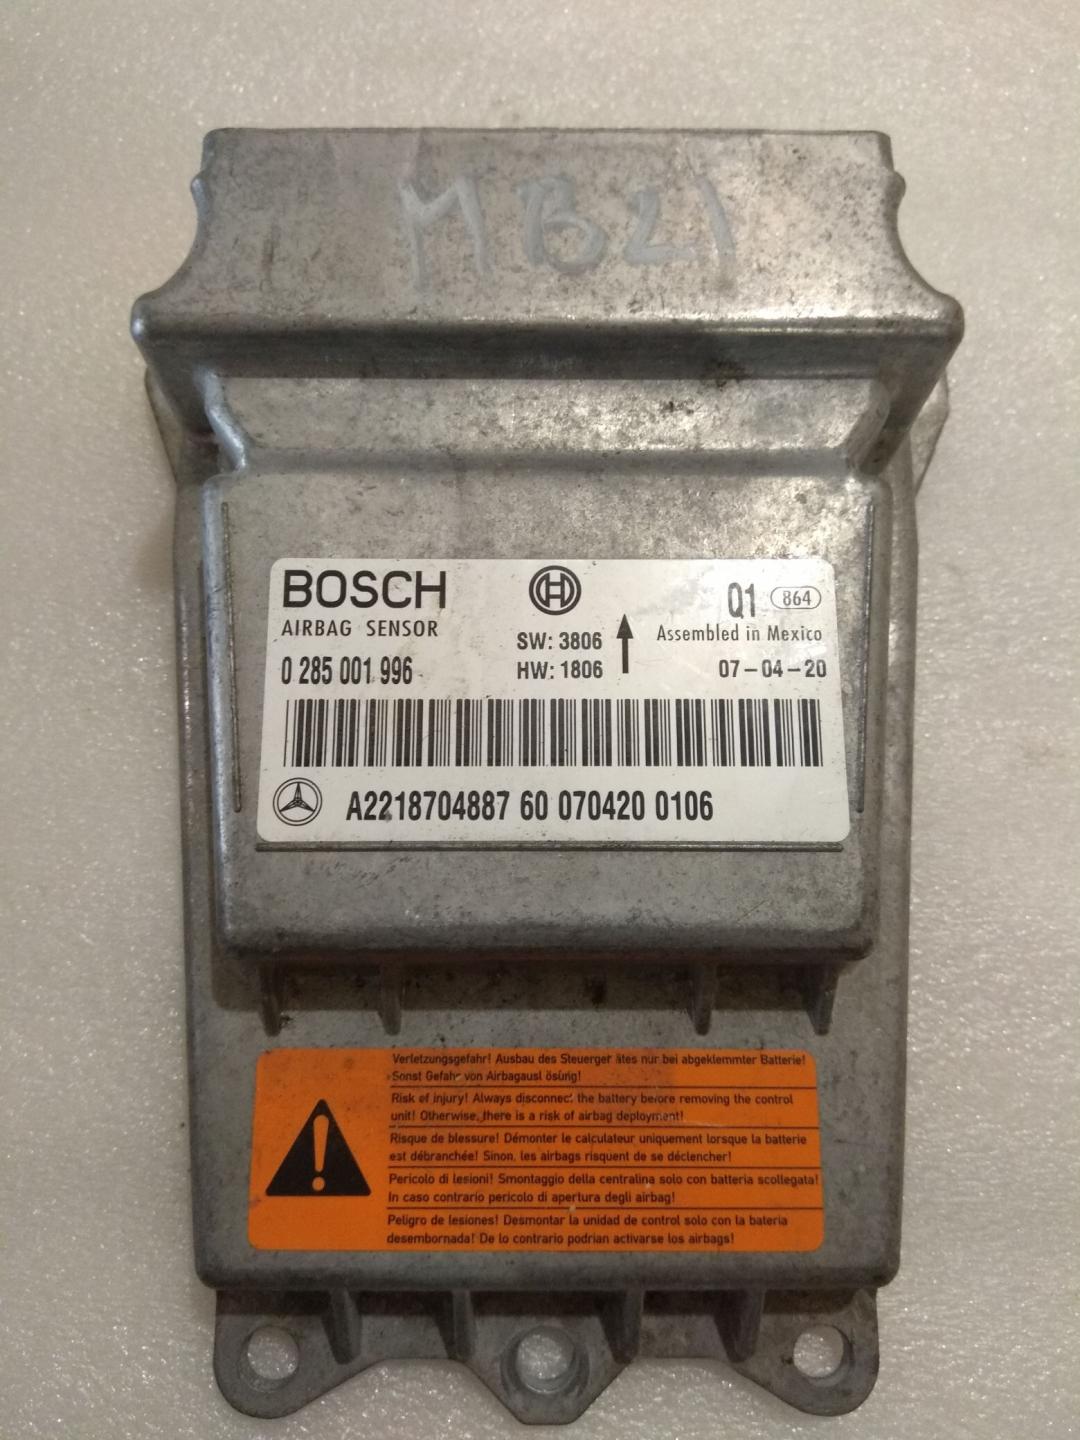 MB21
BOSCH
AIRBAG SENSOR
0 285 001 996
SW: 3806
HW: 1806
Q1 864
Assembled in Mexico
07-04-20
A2218704887 60 070420 0106
Verletzungsgefahr! Ausbau des Steuerger ätes nur bei abgeklemmter Batterie!
Sonst Gefahr von Airbagausl ösung!
Risk of injury! Always disconnect the battery before removing the control
unit! Otherwise, there is a risk of airbag deployment!
Risque de blessure! Démonter le calculateur uniquement lorsque la batterie
est débranchée! Sinon, les airbags risquent de se déclencher!
Pericolo di lesioni! Smontaggio della centralina solo con batteria scollegata!
In caso contrario pericolo di apertura degli airbag!
Peligro de lesiones! Desmontar la unidad de control solo con la bateria
desembornada! De lo contrario podrian activarse los airbags!